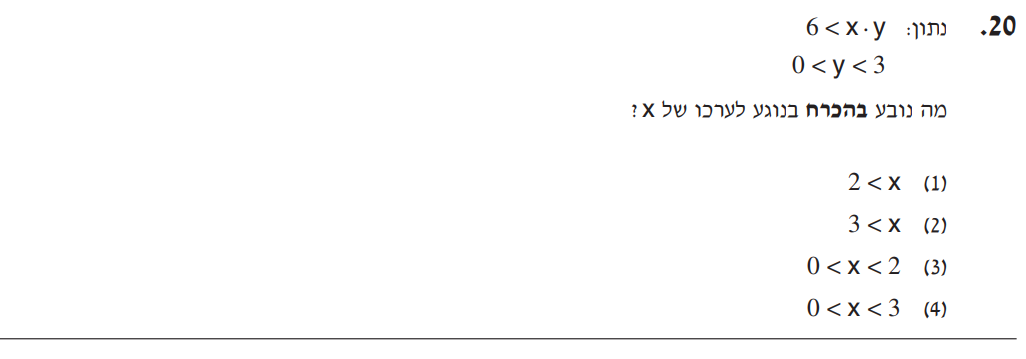 20. נתון: 6 < x · y
0 < y < 3
מה נובע בהכרח בנוגע לערכו של x ?
(1) 2 < x
(2) 3 < x
(3) 0 < x < 2
(4) 0 < x < 3